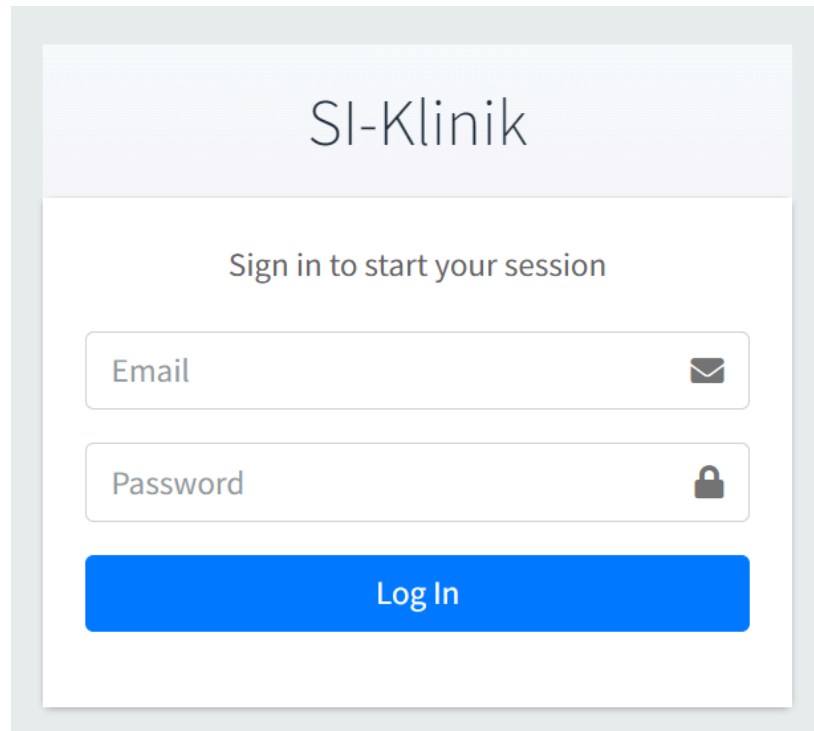 SI-Klinik
Sign in to start your session
Email
Password
Log In